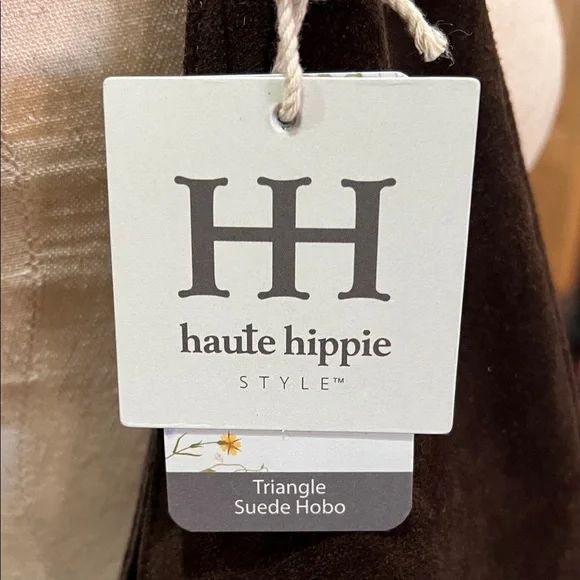 HH
haute hippie
STYLE™
Triangle
Suede Hobo